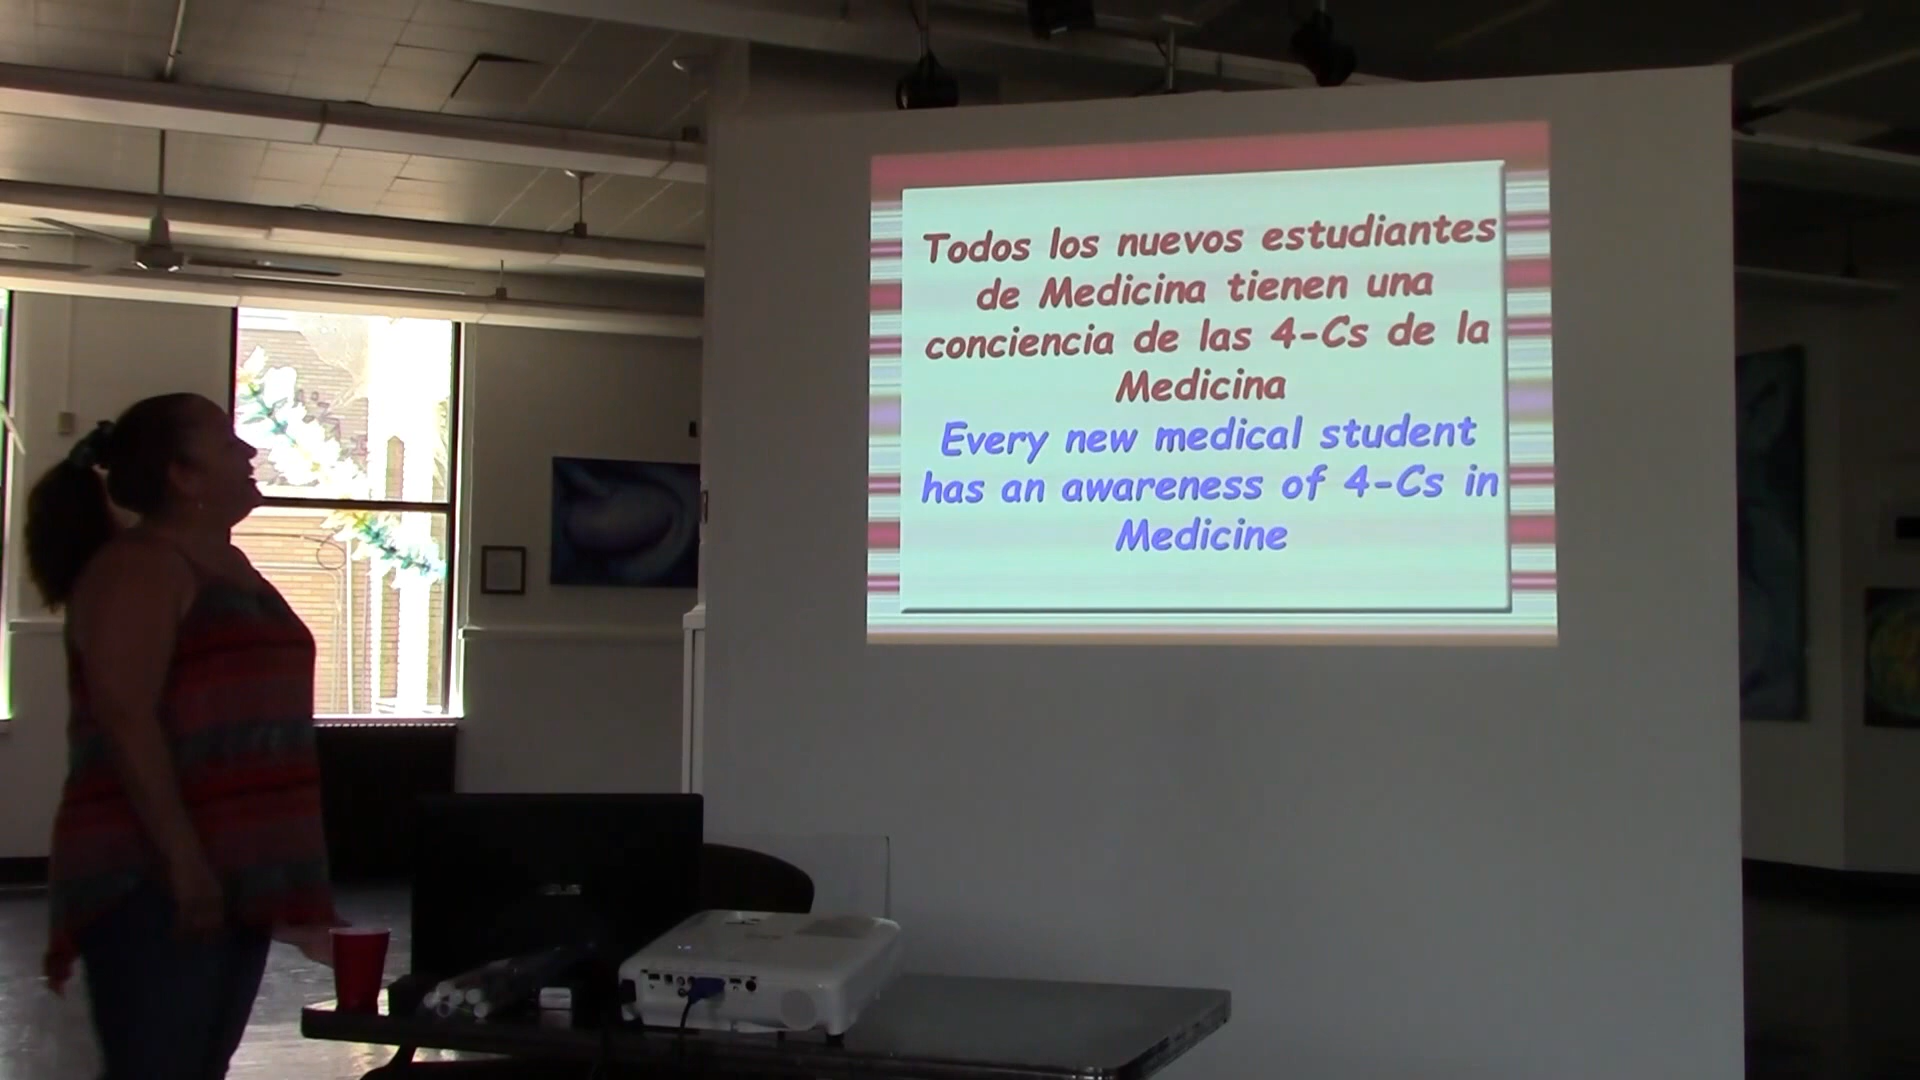 Todos los nuevos estudiantes
de Medicina tienen una
conciencia de las 4-Cs de la
Medicina
Every new medical student
has an awareness of 4-Cs in
Medicine